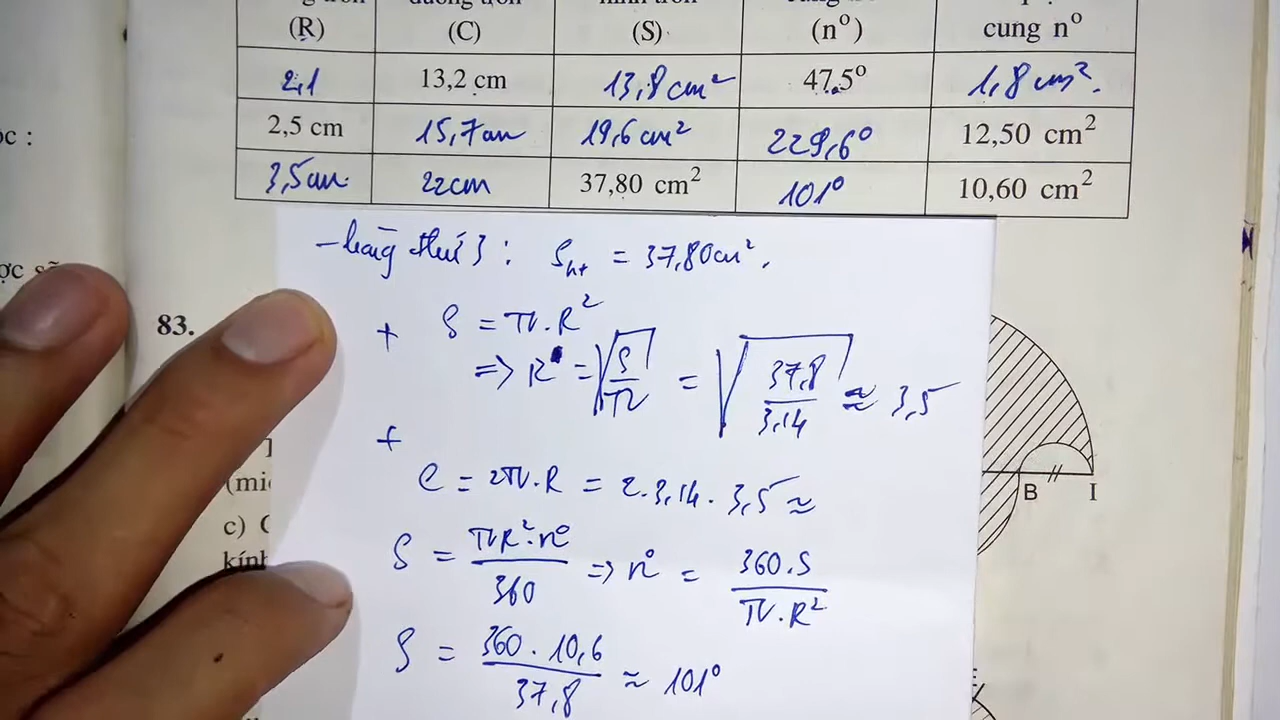 (R) (C) (S) (n°) cung n°
2,1 13,2 cm 13,8 cm² 47,5° 1,8 cm².
2,5 cm 15,7 cm 19,6 cm² 229,6° 12,50 cm²
3,5 cm 22 cm 37,80 cm² 101° 10,60 cm²
- hàng thứ 3 : Sht = 37,80 cm².
83.
+ S = π.R²
=> R = √(S/π) = √(37,8/3,14) ≈ 3,5
+
C = 2π.R = 2.3,14.3,5 ≈
(mi
B I
c)
S = πR².n°/360 => n° = 360.S/π.R²
kính
S = 360.10,6/37,8 ≈ 101°